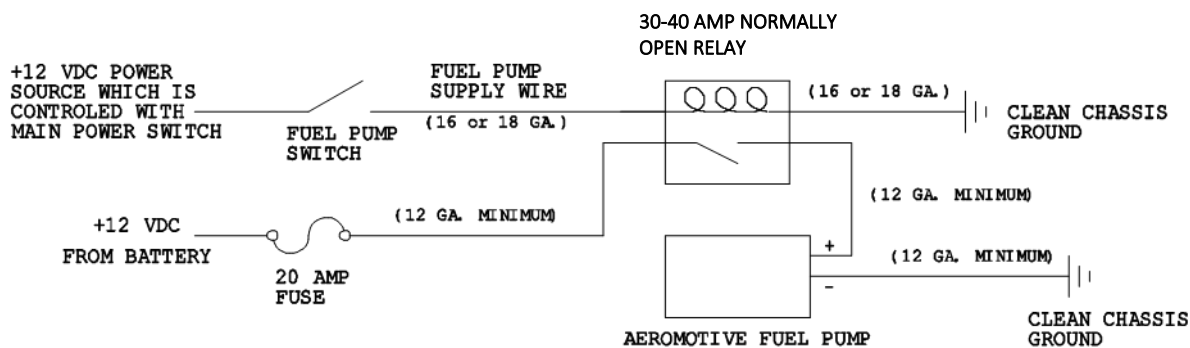 30-40 AMP NORMALLY
OPEN RELAY
+12 VDC POWER
SOURCE WHICH IS
CONTROLED WITH
MAIN POWER SWITCH
FUEL PUMP
SWITCH
FUEL PUMP
SUPPLY WIRE
(16 or 18 GA.)
(16 or 18 GA.)
CLEAN CHASSIS
GROUND
+12 VDC
FROM BATTERY
20 AMP
FUSE
(12 GA. MINIMUM)
(12 GA. MINIMUM)
+
-
(12 GA. MINIMUM)
AEROMOTIVE FUEL PUMP
CLEAN CHASSIS
GROUND